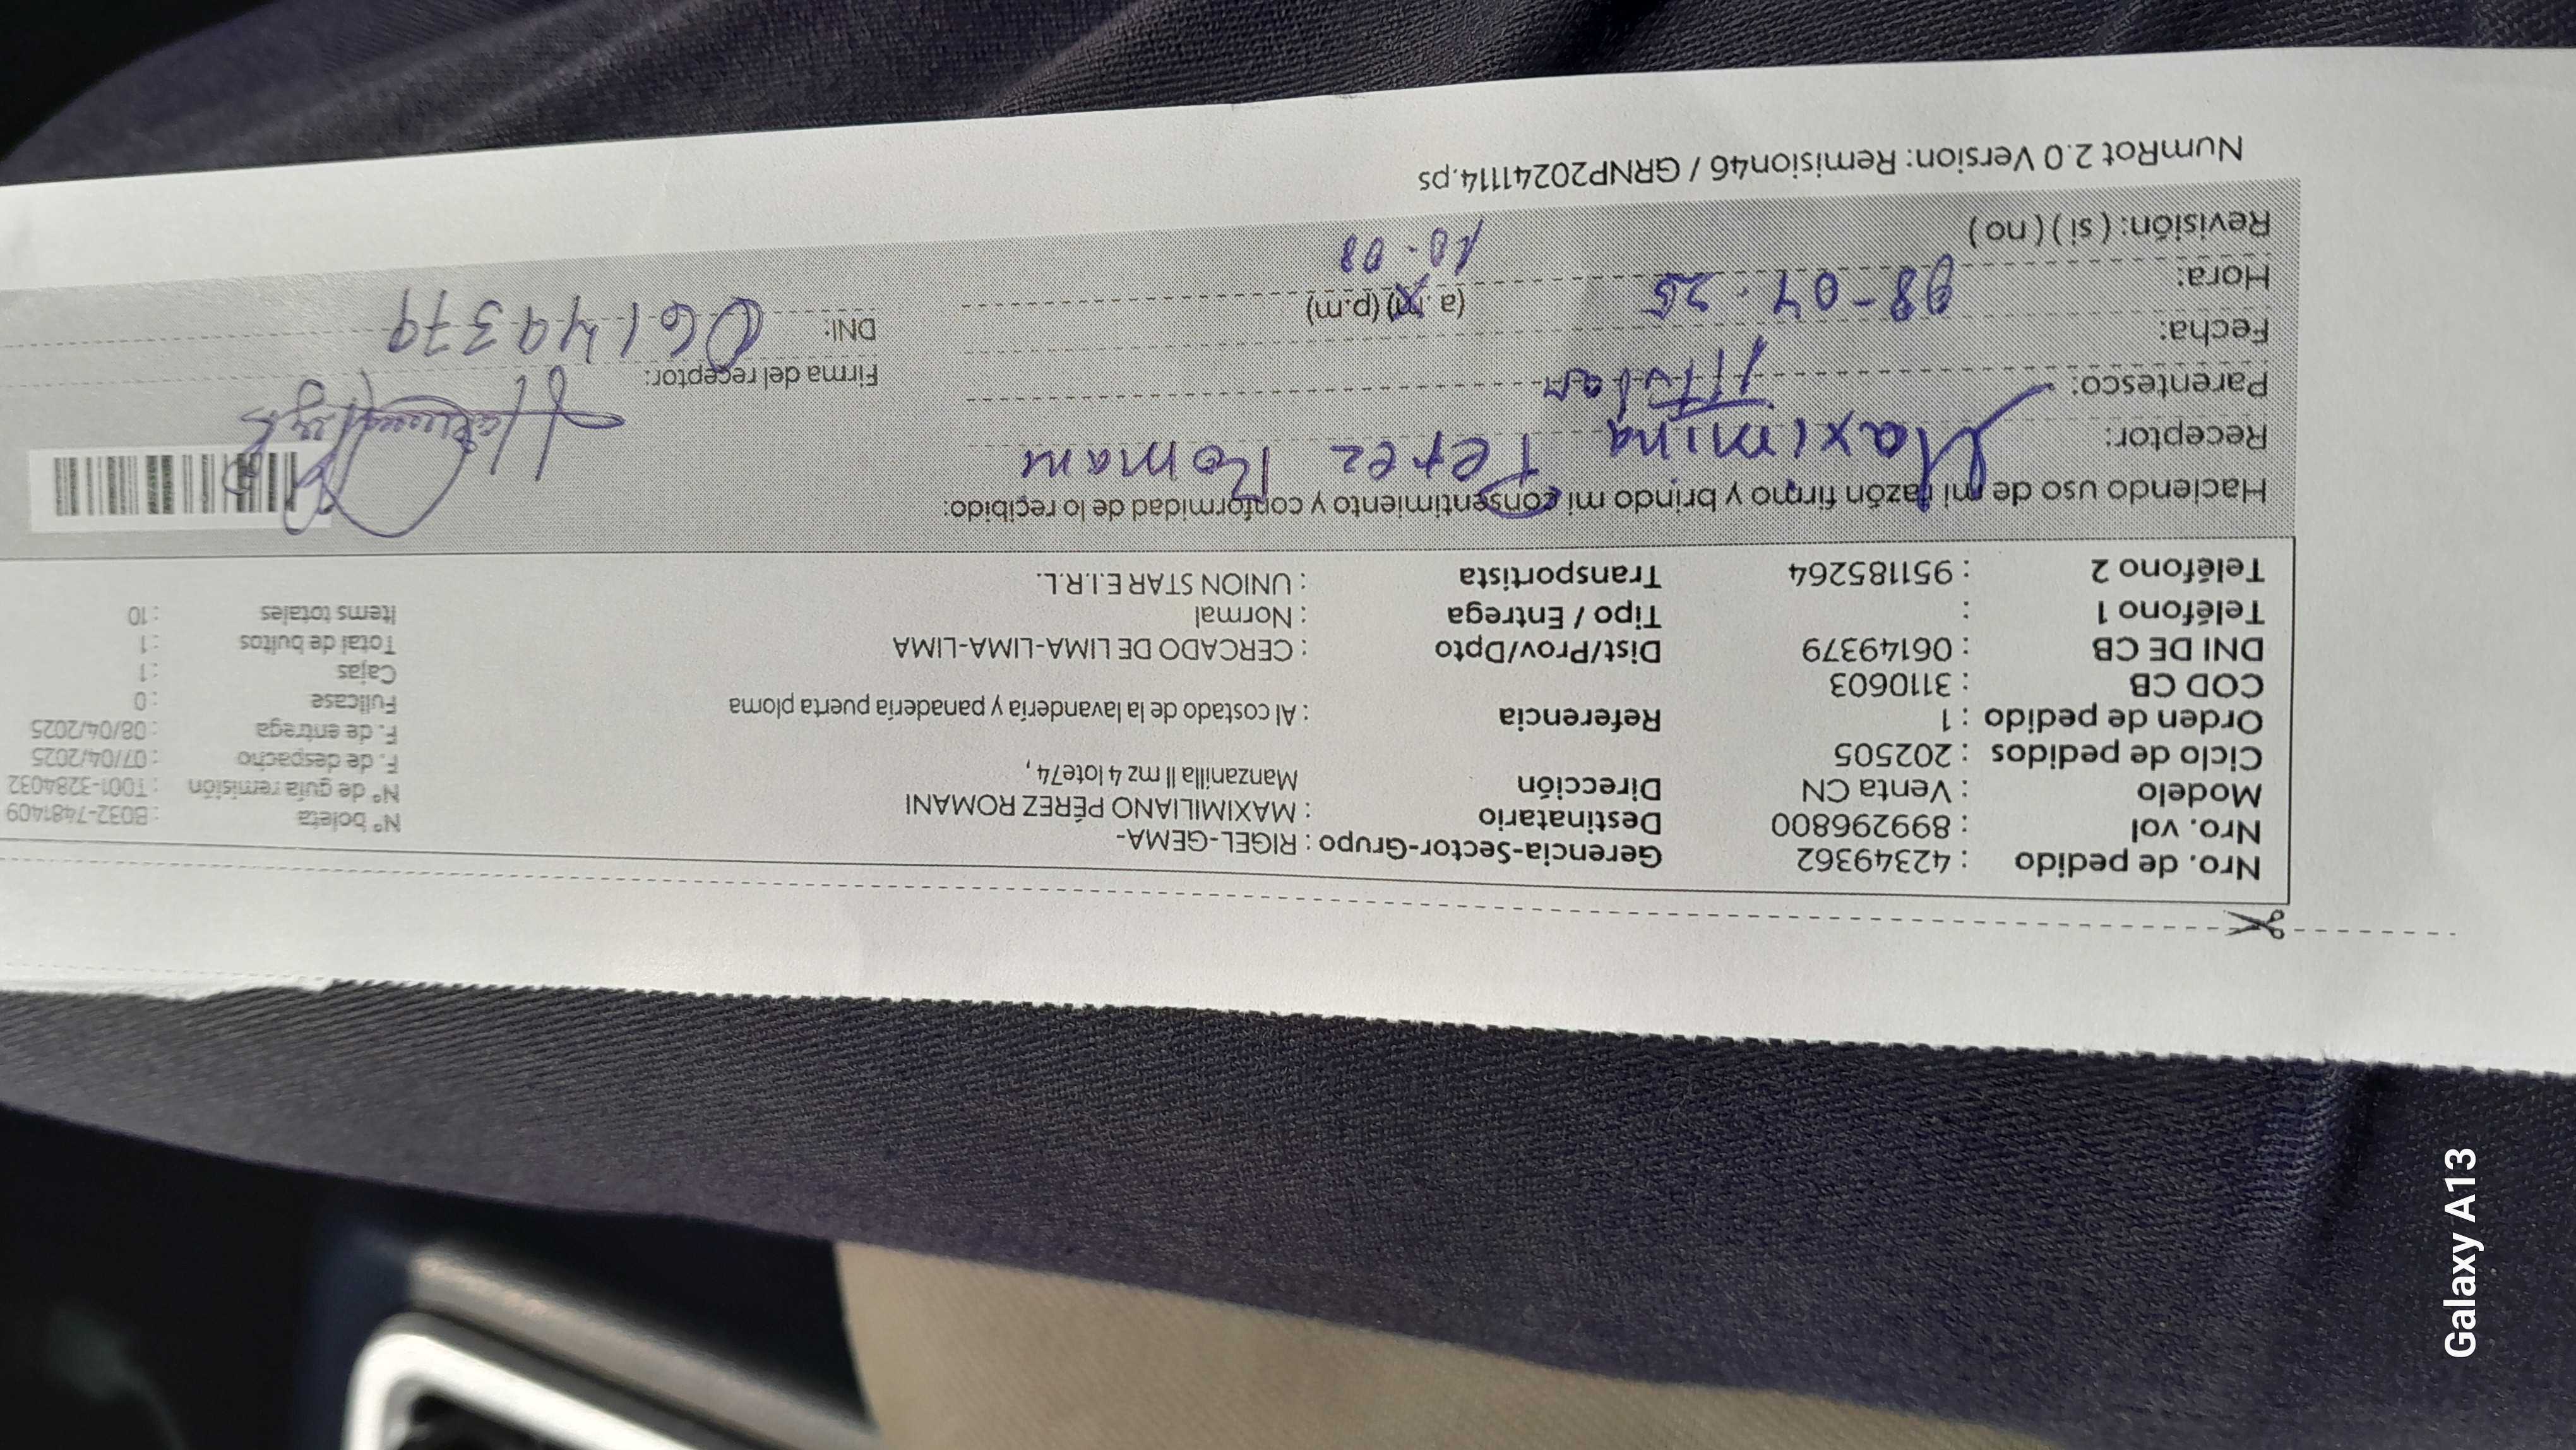 Nro. de pedido : 42349362
Nro. vol : 899296800
Modelo : Venta CN
Ciclo de pedidos : 202505
Orden de pedido : 1
COD CB : 3110603
DNI DE CB : 06149379
Teléfono 1 :
Teléfono 2 : 951185264
Gerencia-Sector-Grupo : RIGEL-GEMA-
Destinatario : MAXIMILIANO PÉREZ ROMANI
Dirección Manzanilla II mz 4 lote74 ,
Referencia : Al costado de la lavandería y panadería puerta ploma
Dist/Prov/Dpto : CERCADO DE LIMA-LIMA-LIMA
Tipo / Entrega : Normal
Transportista : UNION STAR E.I.R.L.
N° boleta : B032-7481409
N° de guía remisión : T001-3284032
F. de despacho : 07/04/2025
F. de entrega : 08/04/2025
Fullcase : 0
Cajas : 1
Total de bultos : 1
Items totales : 10
Haciendo uso de mi razón firmo y brindo mi consentimiento y conformidad de lo recibido:
Receptor: Maximina Perez Romani
Parentesco: Titular
Fecha: 08-04-25
Hora: 10-08 (a.m) (p.m)
Revisión: ( si ) ( no )
Firma del receptor:
DNI: 06149379
NumRot 2.0 Version: Remision46 / GRNP20241114.ps
Galaxy A13